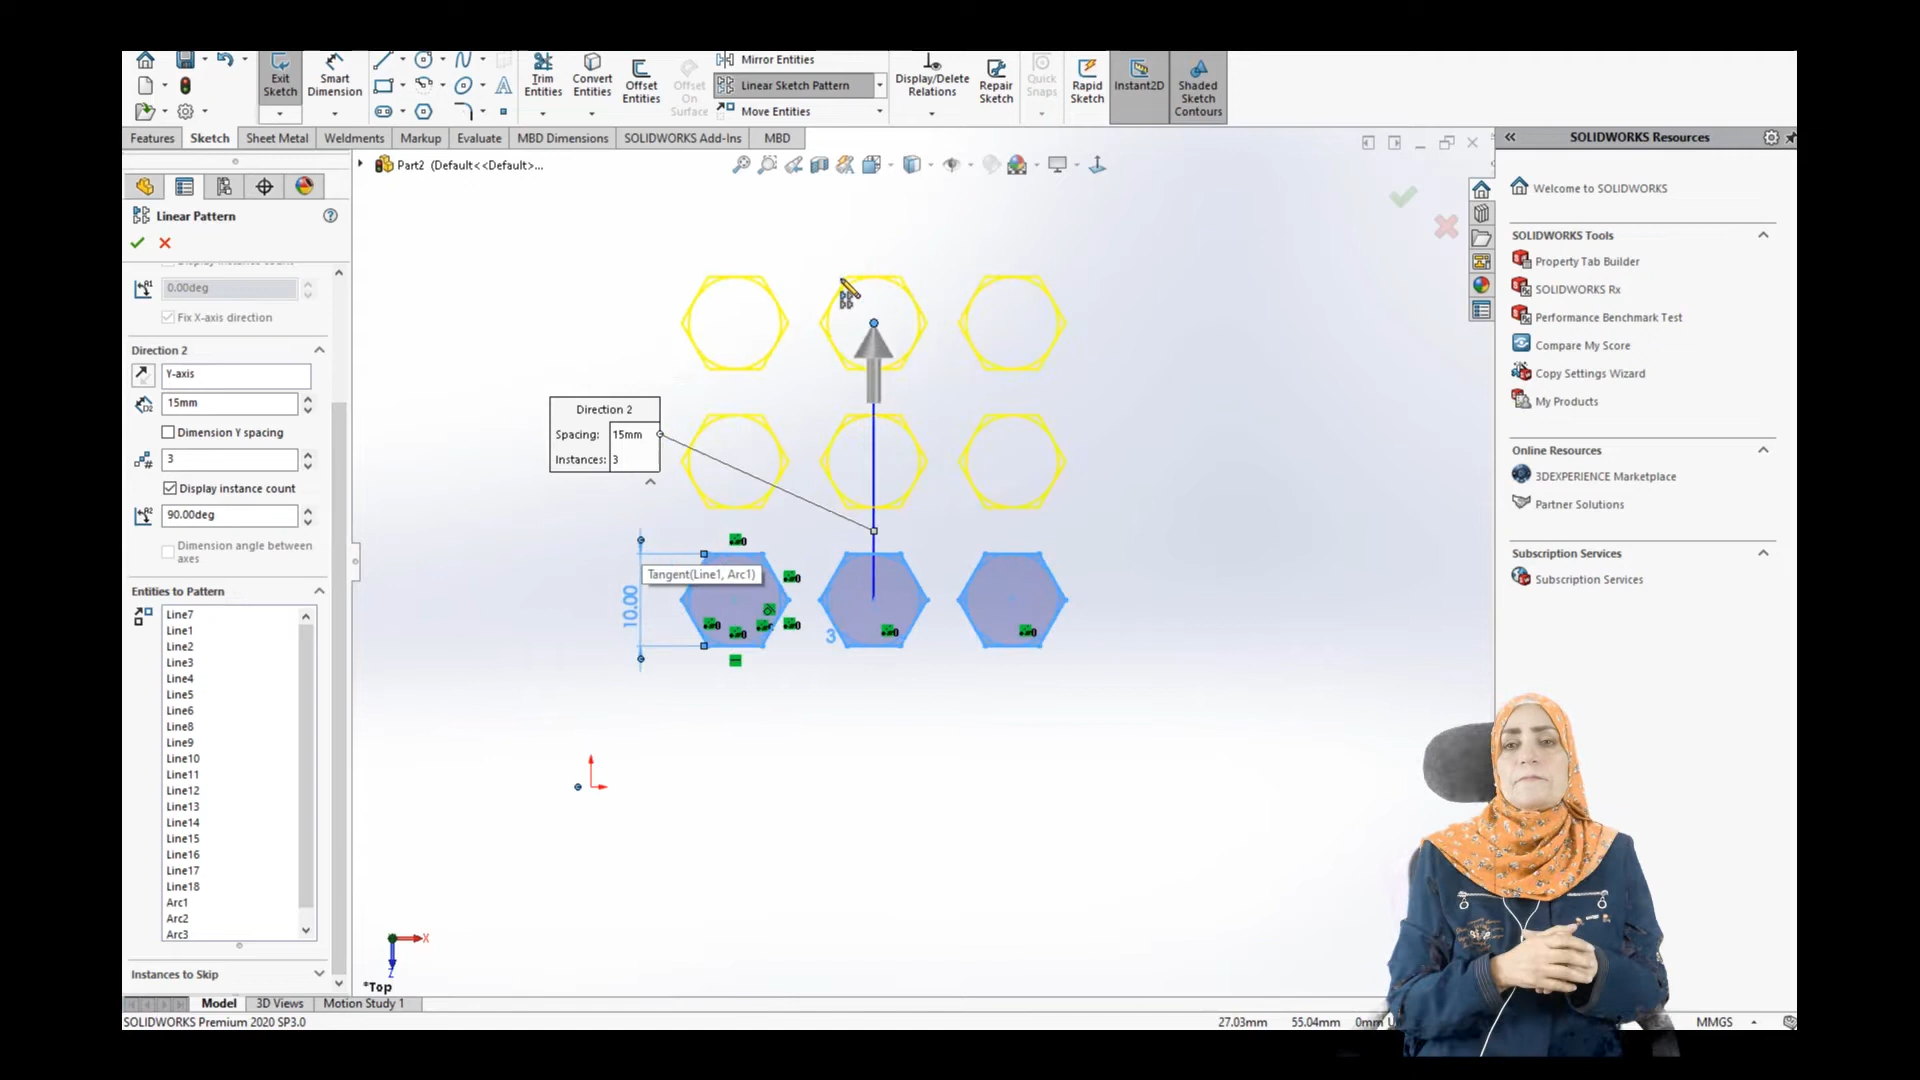 Exit
Sketch
Smart
Dimension
Trim
Entities
Convert
Entities
Offset
Entities
Offset
On
Surface
Mirror Entities
Linear Sketch Pattern
Move Entities
Display/Delete
Relations
Repair
Sketch
Quick
Snaps
Rapid
Sketch
Instant2D
Shaded
Sketch
Contours
Features
Sketch
Sheet Metal
Weldments
Markup
Evaluate
MBD Dimensions
SOLIDWORKS Add-Ins
MBD
Part2 (Default<<Default>...
Linear Pattern
Display instance count
0.00deg
Fix X-axis direction
Direction 2
Y-axis
15mm
Dimension Y spacing
3
Display instance count
90.00deg
Dimension angle between
axes
Entities to Pattern
Line7
Line1
Line2
Line3
Line4
Line5
Line6
Line8
Line9
Line10
Line11
Line12
Line13
Line14
Line15
Line16
Line17
Line18
Arc1
Arc2
Arc3
Instances to Skip
Direction 2
Spacing: 15mm
Instances: 3
Tangent(Line1, Arc1)
10.00
3
X
Z
*Top
SOLIDWORKS Resources
Welcome to SOLIDWORKS
SOLIDWORKS Tools
Property Tab Builder
SOLIDWORKS Rx
Performance Benchmark Test
Compare My Score
Copy Settings Wizard
My Products
Online Resources
3DEXPERIENCE Marketplace
Partner Solutions
Subscription Services
Subscription Services
Model
3D Views
Motion Study 1
SOLIDWORKS Premium 2020 SP3.0
27.03mm
55.04mm
0mm
MMGS